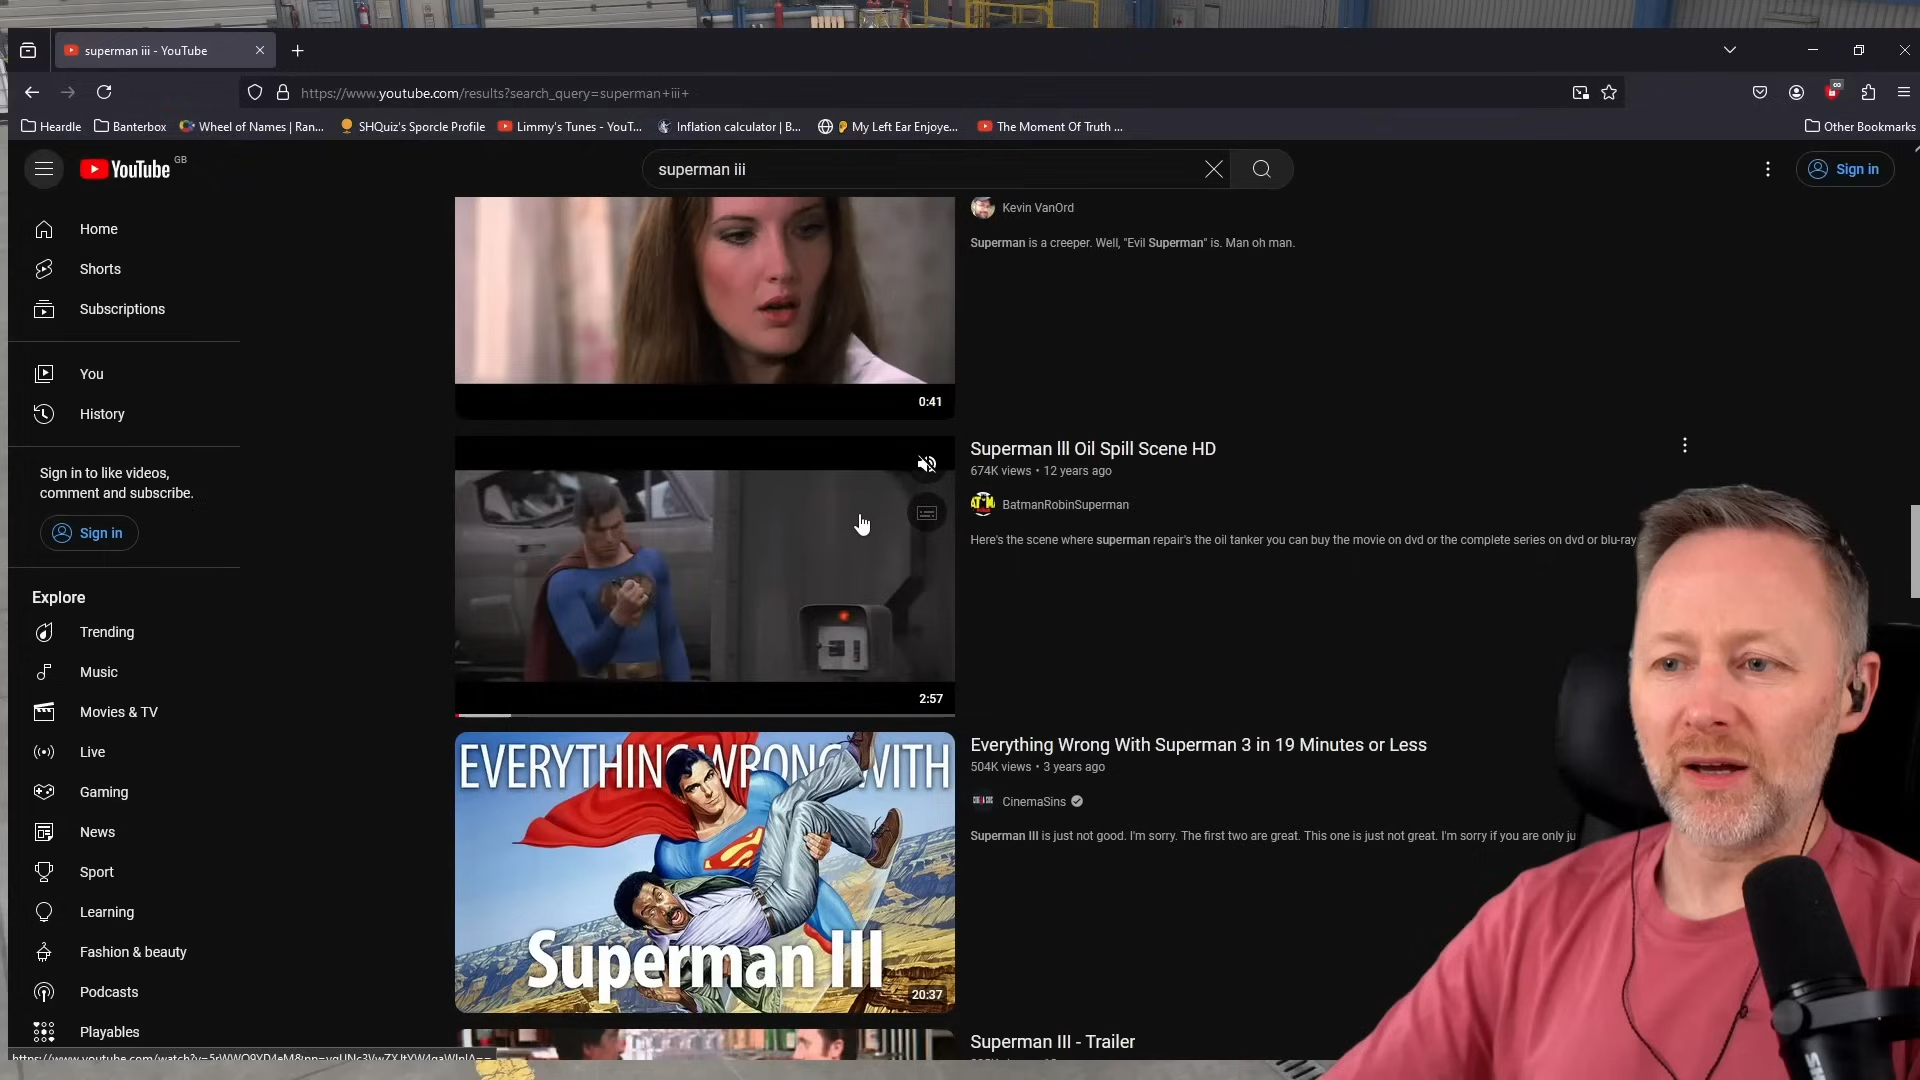 superman iii - YouTube
https://www.youtube.com/results?search_query=superman+iii+
Heardle
Banterbox
Wheel of Names | Ran...
SHQuiz's Sporcle Profile
Limmy's Tunes - YouT...
Inflation calculator | B...
My Left Ear Enjoye...
The Moment Of Truth ...
Other Bookmarks
YouTube GB
superman iii
Sign in
Home
Shorts
Subscriptions
You
History
Sign in to like videos,
comment and subscribe.
Sign in
Explore
Trending
Music
Movies & TV
Live
Gaming
News
Sport
Learning
Fashion & beauty
Podcasts
Playables
0:41
Kevin VanOrd
Superman is a creeper. Well, "Evil Superman" is. Man oh man.
2:57
Superman lll Oil Spill Scene HD
674K views • 12 years ago
BatmanRobinSuperman
Here's the scene where superman repair's the oil tanker you can buy the movie on dvd or the complete series on dvd or blu-ray
EVERYTHING WRONG WITH
Superman III
20:37
Everything Wrong With Superman 3 in 19 Minutes or Less
504K views • 3 years ago
CinemaSins
Superman III is just not good. I'm sorry. The first two are great. This one is just not great. I'm sorry if you are only ju
Superman III - Trailer